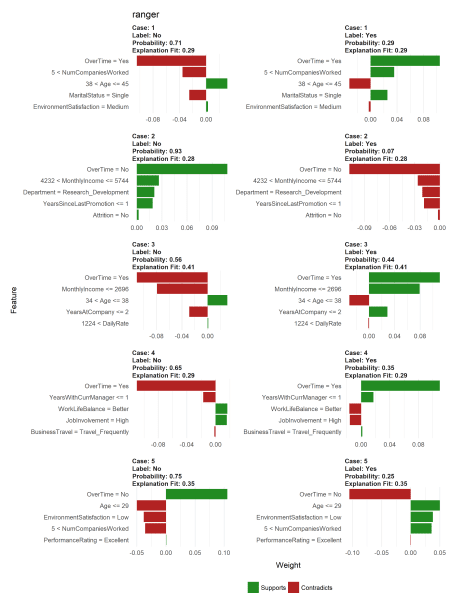 ranger
Case: 1
Label: No
Probability: 0.71
Explanation Fit: 0.29
OverTime = Yes
5 < NumCompaniesWorked
38 < Age <= 45
MaritalStatus = Single
EnvironmentSatisfaction = Medium
-0.08 -0.04 0.00
Case: 1
Label: Yes
Probability: 0.29
Explanation Fit: 0.29
OverTime = Yes
5 < NumCompaniesWorked
38 < Age <= 45
MaritalStatus = Single
EnvironmentSatisfaction = Medium
0.00 0.04 0.08
Case: 2
Label: No
Probability: 0.93
Explanation Fit: 0.28
OverTime = No
4232 < MonthlyIncome <= 5744
Department = Research_Development
YearsSinceLastPromotion <= 1
Attrition = No
0.00 0.03 0.06 0.09
Case: 2
Label: Yes
Probability: 0.07
Explanation Fit: 0.28
OverTime = No
4232 < MonthlyIncome <= 5744
Department = Research_Development
YearsSinceLastPromotion <= 1
Attrition = No
-0.09 -0.06 -0.03 0.00
Case: 3
Label: No
Probability: 0.56
Explanation Fit: 0.41
OverTime = Yes
MonthlyIncome <= 2696
34 < Age <= 38
YearsAtCompany <= 2
1224 < DailyRate
-0.08 -0.04 0.00
Case: 3
Label: Yes
Probability: 0.44
Explanation Fit: 0.41
OverTime = Yes
MonthlyIncome <= 2696
34 < Age <= 38
YearsAtCompany <= 2
1224 < DailyRate
0.00 0.04 0.08
Case: 4
Label: No
Probability: 0.65
Explanation Fit: 0.29
OverTime = Yes
YearsWithCurrManager <= 1
WorkLifeBalance = Better
JobInvolvement = High
BusinessTravel = Travel_Frequently
-0.08 -0.04 0.00
Case: 4
Label: Yes
Probability: 0.35
Explanation Fit: 0.29
OverTime = Yes
YearsWithCurrManager <= 1
WorkLifeBalance = Better
JobInvolvement = High
BusinessTravel = Travel_Frequently
0.00 0.04 0.08
Case: 5
Label: No
Probability: 0.75
Explanation Fit: 0.35
OverTime = No
Age <= 29
EnvironmentSatisfaction = Low
5 < NumCompaniesWorked
PerformanceRating = Excellent
-0.05 0.00 0.05 0.10
Case: 5
Label: Yes
Probability: 0.25
Explanation Fit: 0.35
OverTime = No
Age <= 29
EnvironmentSatisfaction = Low
5 < NumCompaniesWorked
PerformanceRating = Excellent
-0.10 -0.05 0.00 0.05
Feature
Weight
Supports Contradicts